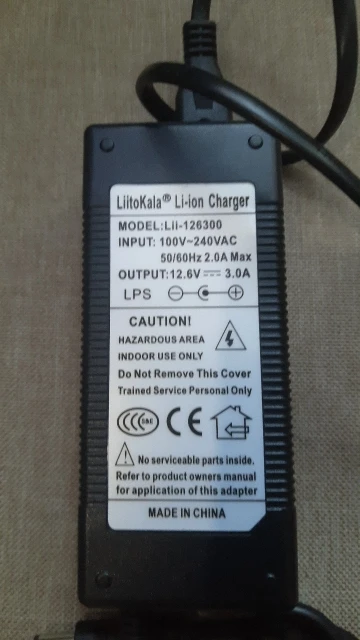 LiitoKala® Li-ion Charger
MODEL:Lii-126300
INPUT: 100V~240VAC
50/60Hz 2.0A Max
OUTPUT:12.6V⎓3.0A
LPS
CAUTION!
HAZARDOUS AREA
INDOOR USE ONLY
Do Not Remove This Cover
Trained Service Personal Only
CE
No serviceable parts inside.
Refer to product owners manual
for application of this adapter
MADE IN CHINA